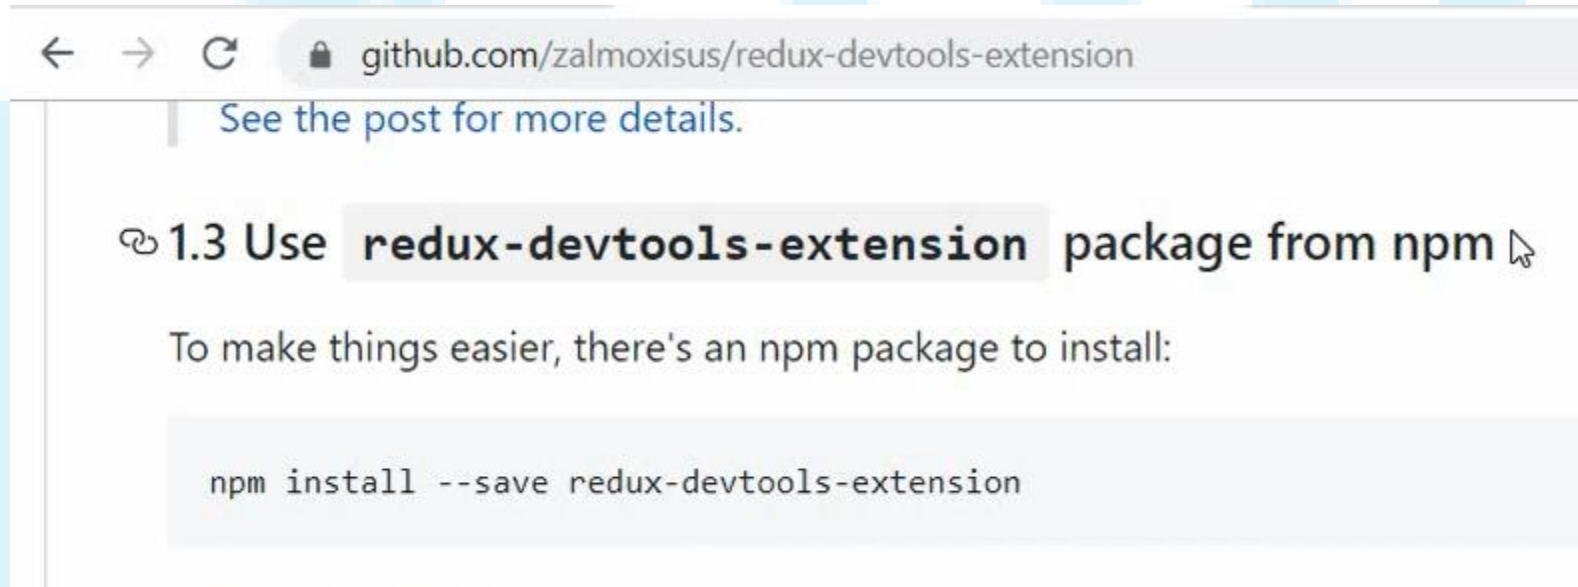 github.com/zalmoxisus/redux-devtools-extension
See the post for more details.
1.3 Use redux-devtools-extension package from npm
To make things easier, there's an npm package to install:
npm install --save redux-devtools-extension